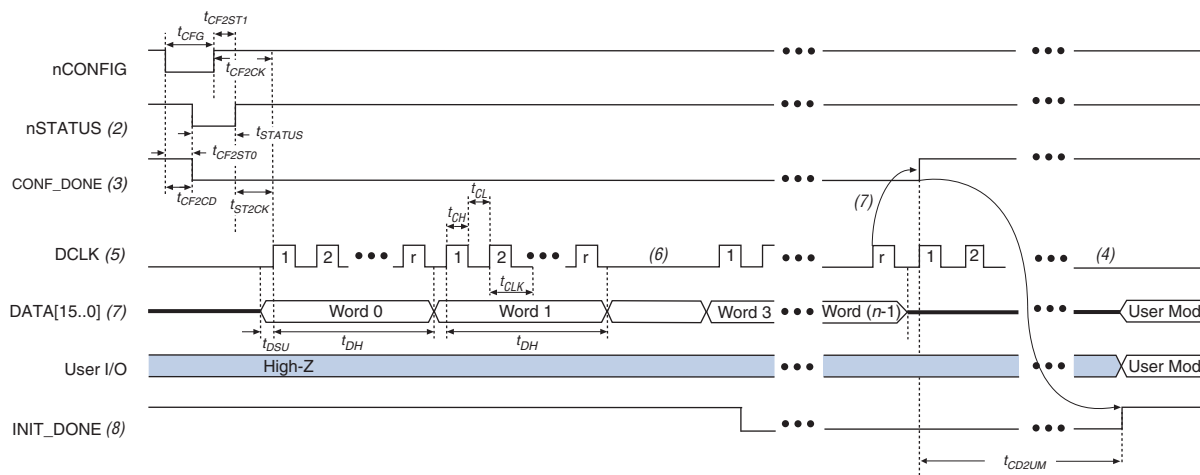 tCF2ST1
tCFG
nCONFIG
tCF2CK
nSTATUS (2)
tSTATUS
tCF2ST0
CONF_DONE (3)
tCF2CD
tST2CK
tCL
tCH
(7)
DCLK (5)
1 2 r 1 2 r (6) 1 r 1 2 (4)
tCLK
DATA[15..0] (7)
Word 0 Word 1 Word 3 Word (n-1) User Mod
tDSU tDH tDH
User I/O
High-Z
User Mod
INIT_DONE (8)
tCD2UM